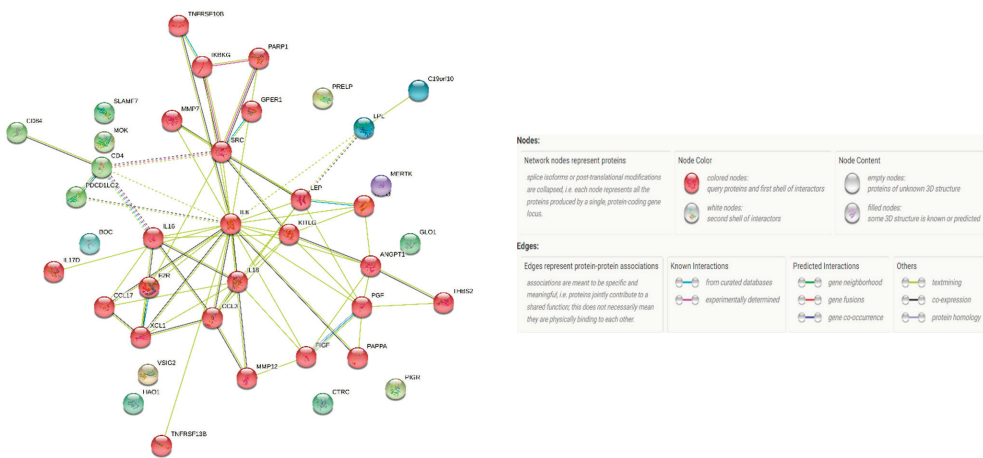 TNFRSF10B
IKBKG
PARP1
C19orf10
PRELP
SLAMF7
MMP7
GPER1
LPL
CD84
MOK
SRC
CD4
MERTK
PDCD1LG2
LEP
IL6
BOC
IL16
KITLG
GLO1
IL17D
F2R
IL18
ANGPT1
CCL17
CCL3
PGF
THBS2
XCL1
FIGF
PAPPA
VSIG2
MMP12
PIGR
HAO1
CTRC
TNFRSF13B
Nodes:
Network nodes represent proteins
splice isoforms or post-translational modifications
are collapsed, i.e. each node represents all the
proteins produced by a single, protein-coding gene
locus.
Node Color
colored nodes:
query proteins and first shell of interactors
white nodes:
second shell of interactors
Node Content
empty nodes:
proteins of unknown 3D structure
filled nodes:
some 3D structure is known or predicted
Edges:
Edges represent protein-protein associations
associations are meant to be specific and
meaningful, i.e. proteins jointly contribute to a
shared function; this does not necessarily mean
they are physically binding to each other.
Known Interactions
from curated databases
experimentally determined
Predicted Interactions
gene neighborhood
gene fusions
gene co-occurrence
Others
textmining
co-expression
protein homology